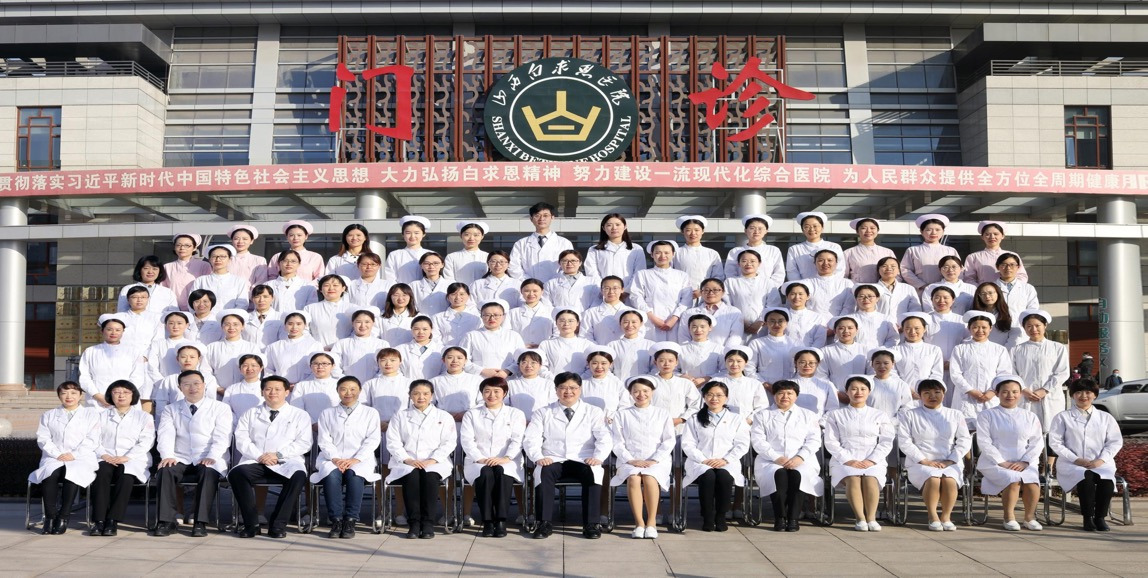 门 诊
山西白求恩医院
SHANXI BETHUNE HOSPITAL
贯彻落实习近平新时代中国特色社会主义思想 大力弘扬白求恩精神 努力建设一流现代化综合医院 为人民群众提供全方位全周期健康服